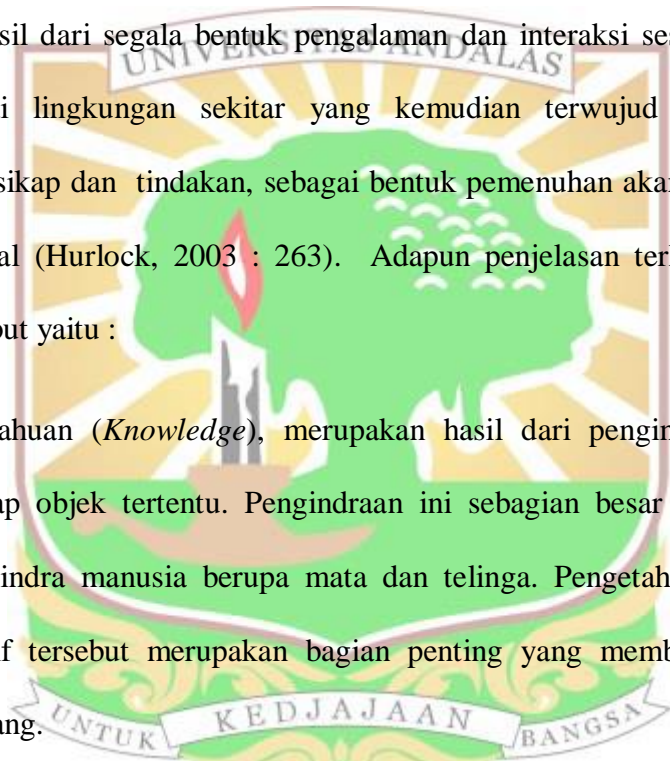 sil dari segala bentuk pengalaman dan interaksi se
UNIVERSITAS ANDALAS
i lingkungan sekitar yang kemudian terwujud
sikap dan tindakan, sebagai bentuk pemenuhan aka
al (Hurlock, 2003 : 263). Adapun penjelasan ter
but yaitu :
ahuan (Knowledge), merupakan hasil dari pengin
ap objek tertentu. Pengindraan ini sebagian besar
indra manusia berupa mata dan telinga. Pengetah
if tersebut merupakan bagian penting yang memb
ang.
UNTUK KEDJAJAAN BANGSA